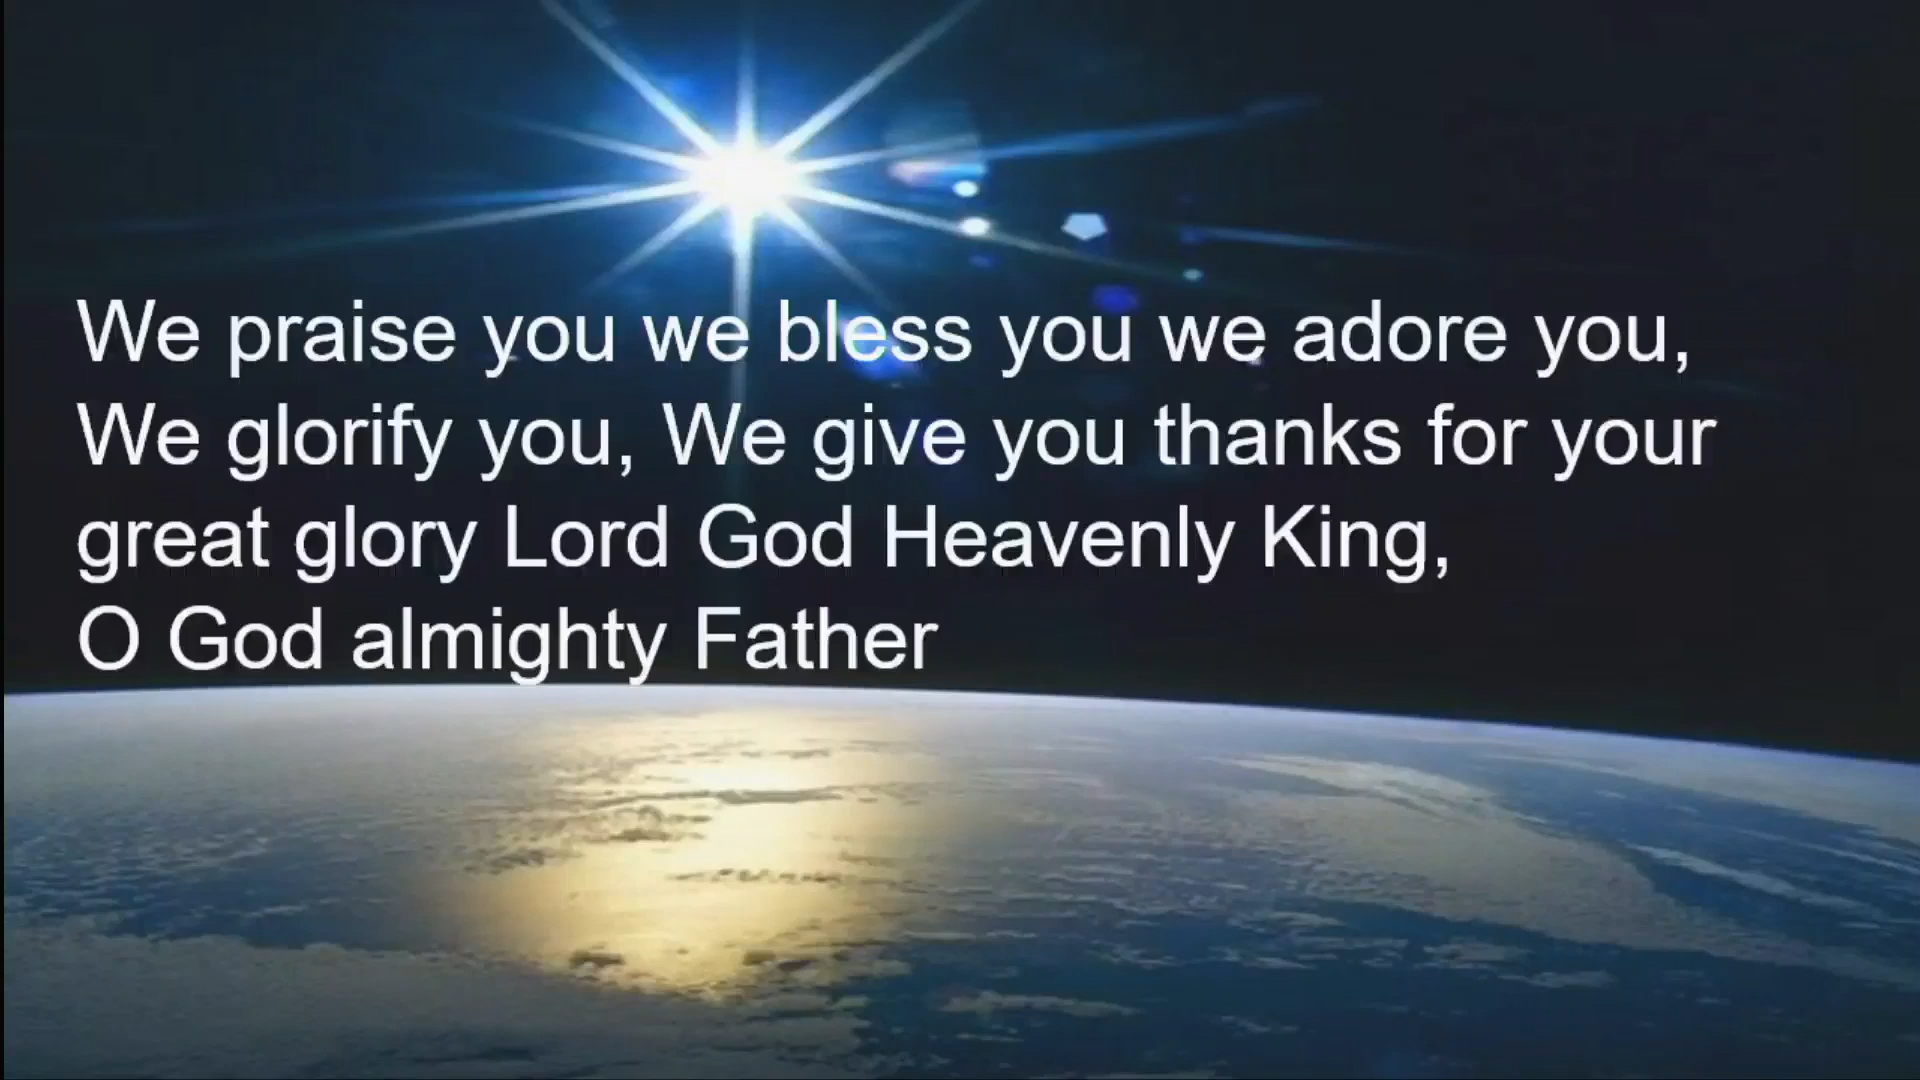 We praise you we bless you we adore you,
We glorify you, We give you thanks for your
great glory Lord God Heavenly King,
O God almighty Father